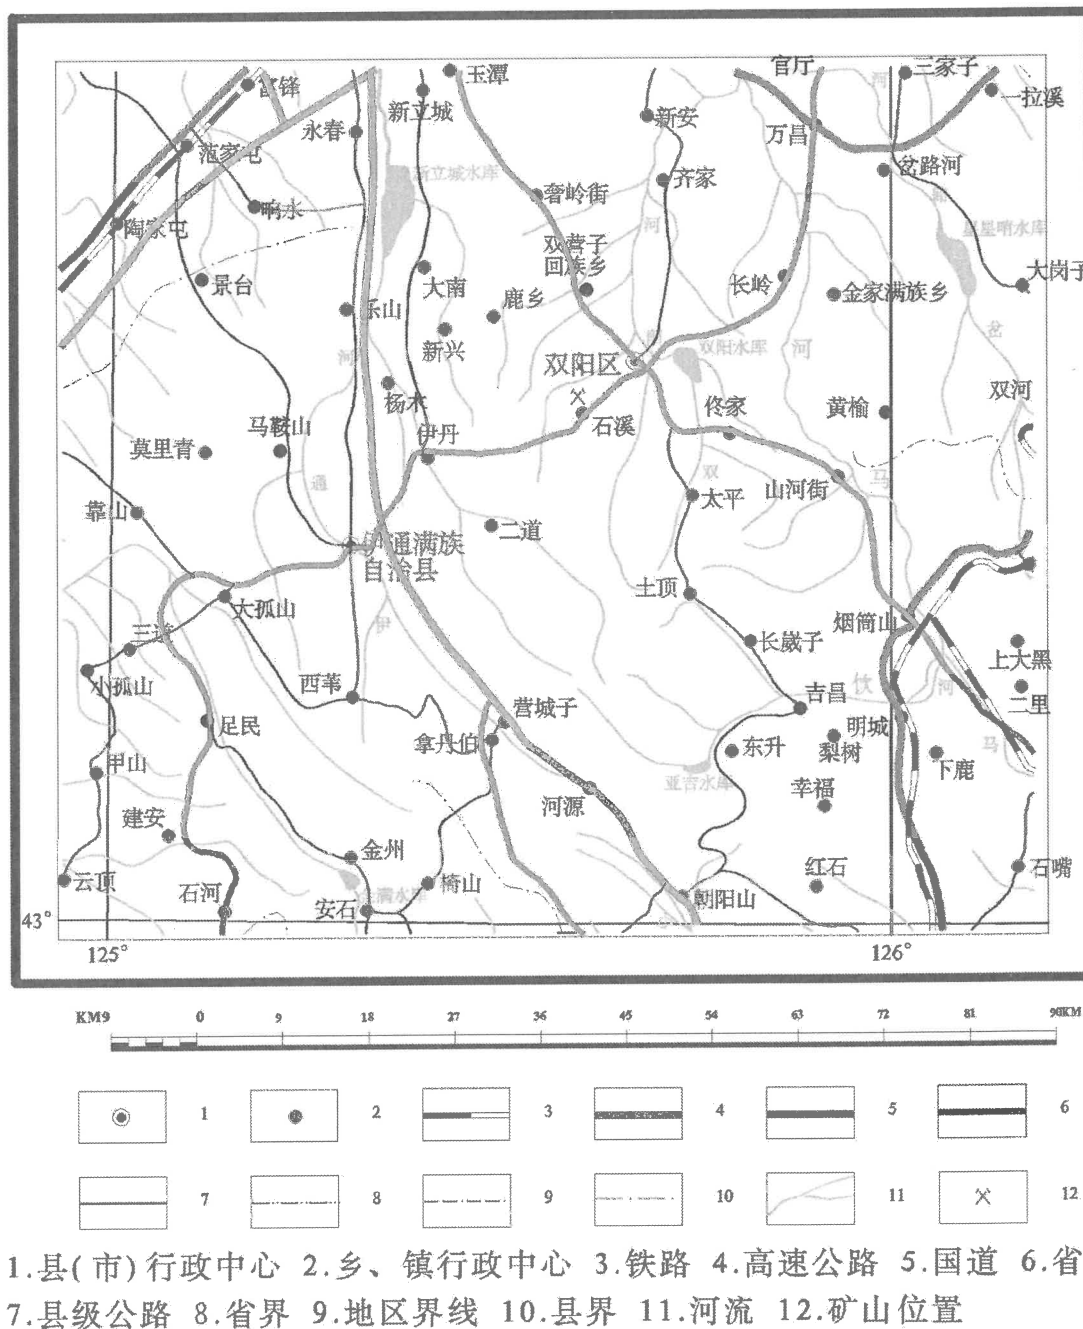 玉潭
官厅
三家子
富锋
新立城
一拉溪
永春
新安
万昌
范家屯
岔路河
新立城水库
奢岭街
齐家
响水
陶家屯
双营子
回族乡
河
星星哨水库
大岗子
景台
大南
鹿乡
长岭
金家满族乡
乐山
新兴
双阳水库
河
岔
河
双阳区
双河
杨木
石溪
佟家
黄榆
马鞍山
伊丹
莫里青
通
双
山河街
马
太平
靠山
二道
伊通满族
自治县
大孤山
土顶
伊
烟筒山
三道
长崴子
上大黑
小孤山
西苇
吉昌
饮
河
二里
营城子
足民
拿丹伯
明城
东升
梨树
马
下鹿
甲山
亚吉水库
河源
幸福
建安
金州
云顶
椅山
红石
石嘴
石河
安石
朝阳山
43°
125°
126°
KM9 0 9 18 27 36 45 54 63 72 81 90KM
1 2 3 4 5 6
7 8 9 10 11 12
1.县(市)行政中心 2.乡、镇行政中心 3.铁路 4.高速公路 5.国道 6.省
7.县级公路 8.省界 9.地区界线 10.县界 11.河流 12.矿山位置